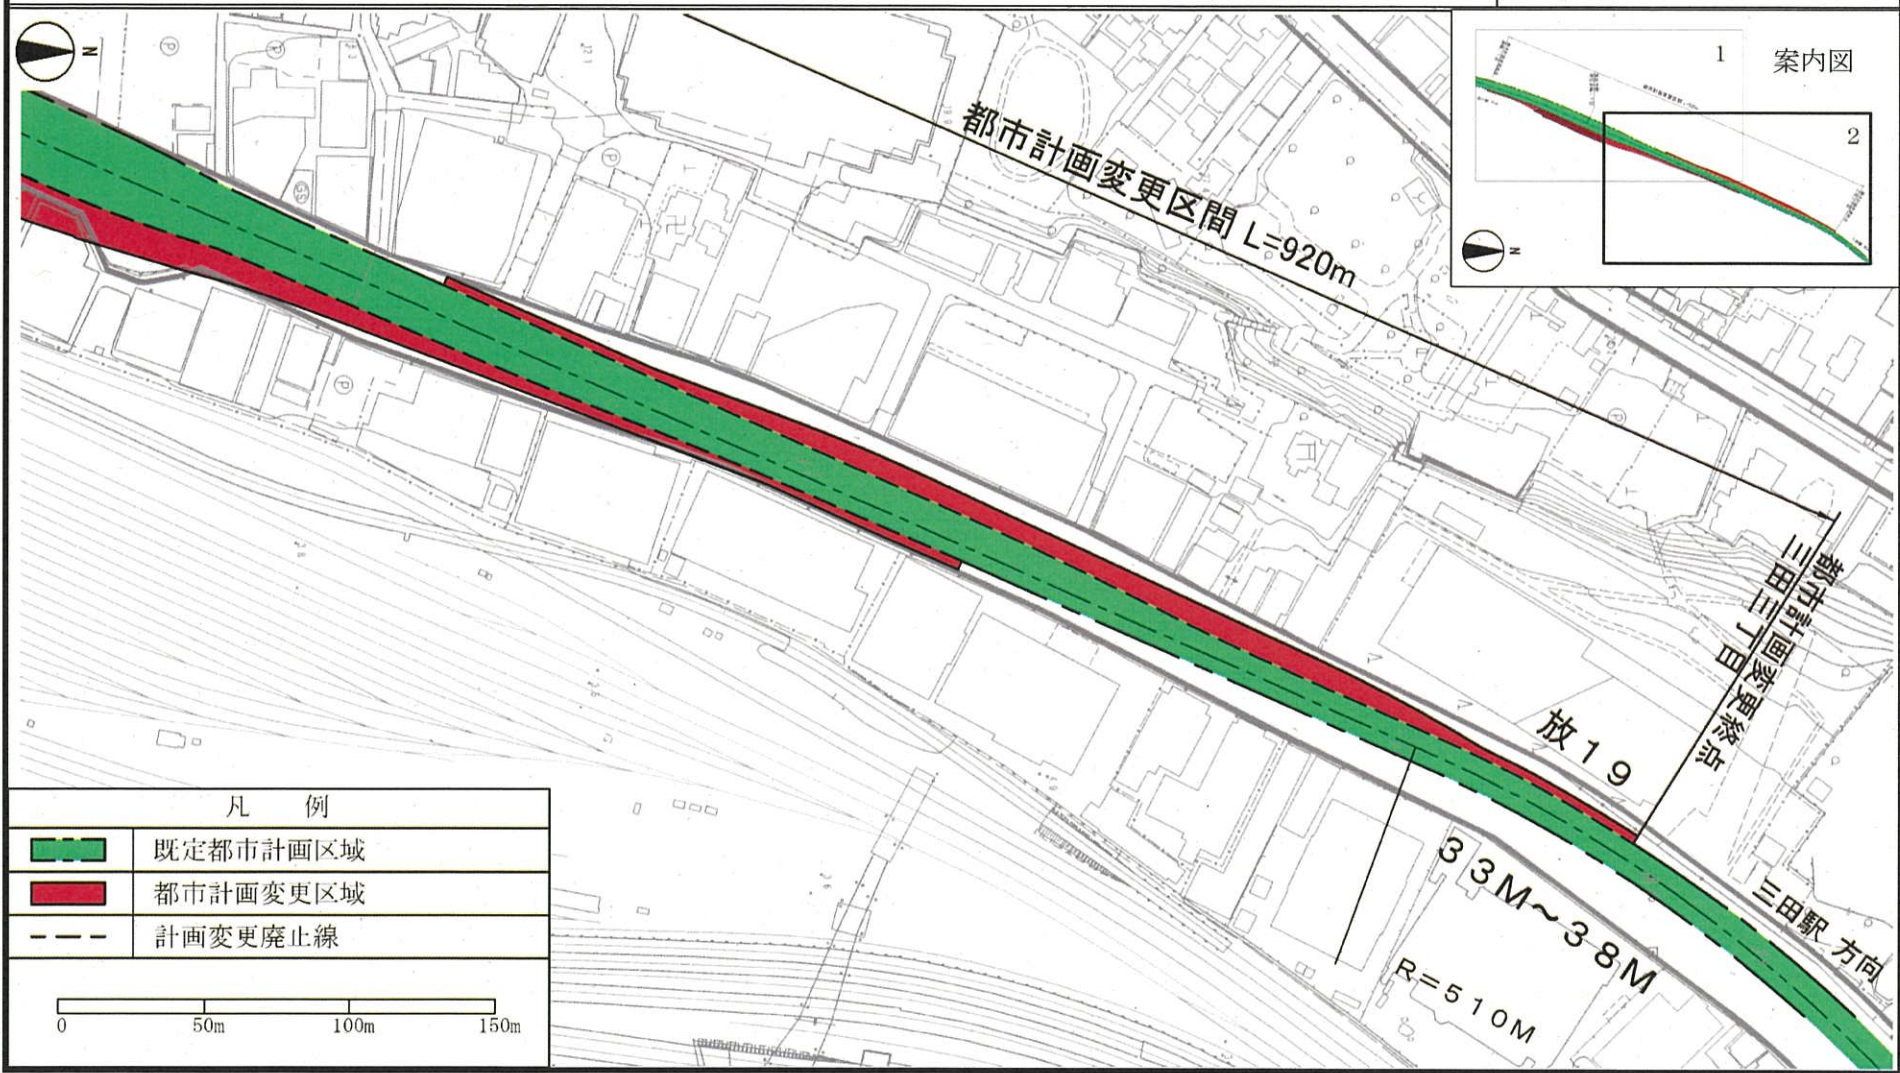 N
都市計画変更区間 L=920m
1
案内図
2
N
都市計画変更終点
三田三丁目
放19
33M～38M
R=510M
三田駅 方向
凡 例
既定都市計画区域
都市計画変更区域
計画変更廃止線
0 50m 100m 150m
GS
P
P
P
P
P
P